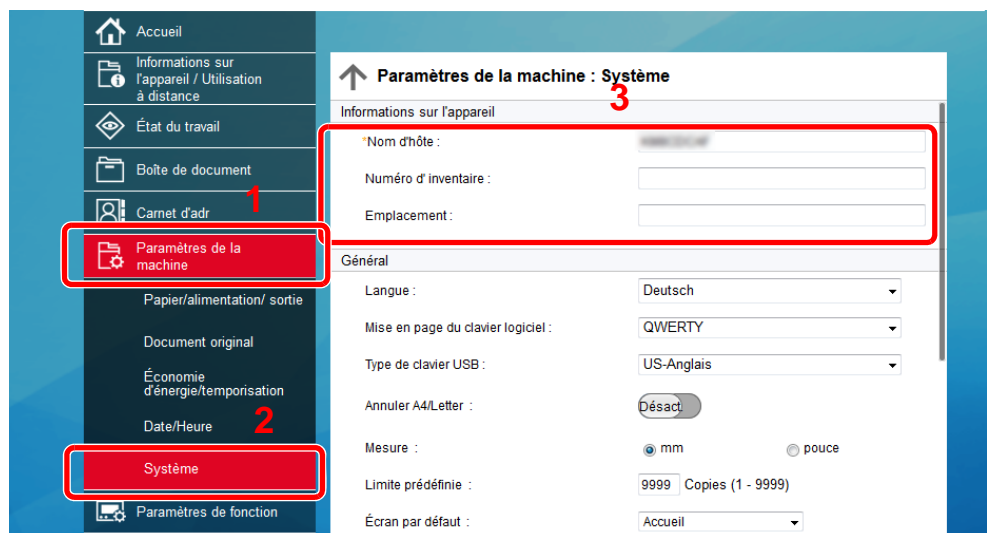 Accueil
Informations sur
l'appareil / Utilisation
à distance
État du travail
Boîte de document
1
Carnet d'adr
Paramètres de la
machine
Papier/alimentation/ sortie
Document original
Économie
d'énergie/temporisation
Date/Heure
2
Système
Paramètres de fonction
Paramètres de la machine : Système
3
Informations sur l'appareil
*Nom d'hôte :
Numéro d' inventaire :
Emplacement :
Général
Langue : Deutsch
Mise en page du clavier logiciel : QWERTY
Type de clavier USB : US-Anglais
Annuler A4/Letter : Désact.
Mesure : mm pouce
Limite prédéfinie : 9999 Copies (1 - 9999)
Écran par défaut : Accueil